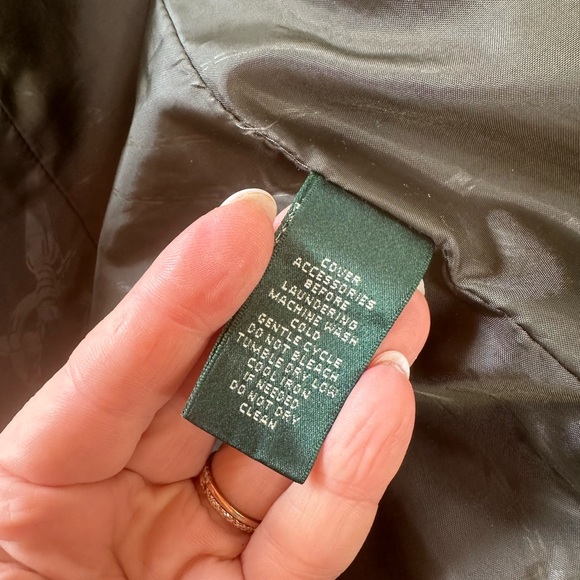 COVER
ACCESSORIES
BEFORE
LAUNDERING
MACHINE WASH
COLD
GENTLE CYCLE
DO NOT BLEACH
TUMBLE DRY LOW
COOL IRON
IF NEEDED
DO NOT DRY
CLEAN